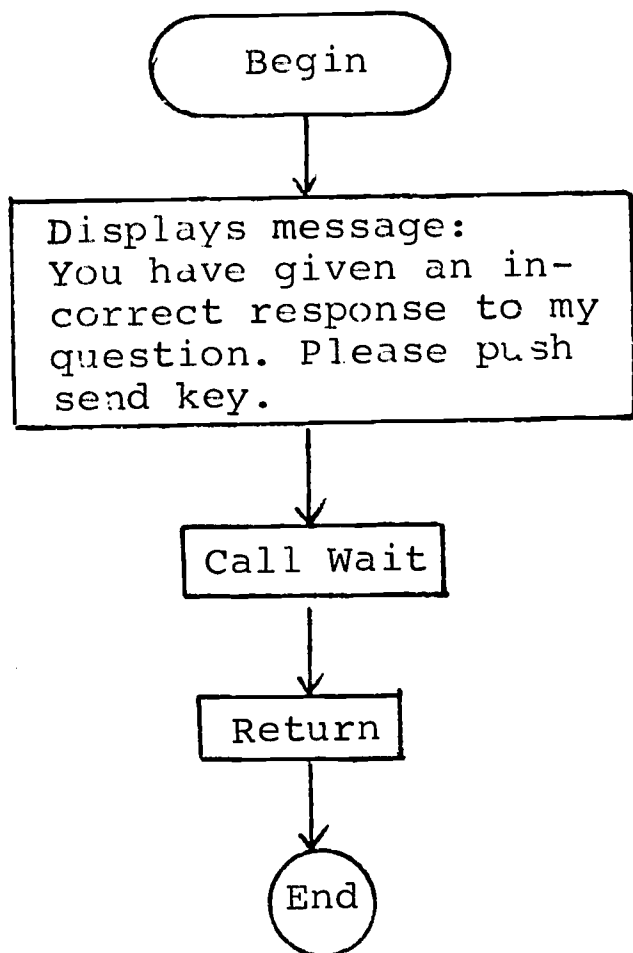 Begin
Displays message:
You have given an in-
correct response to my
question. Please push
send key.
Call Wait
Return
End